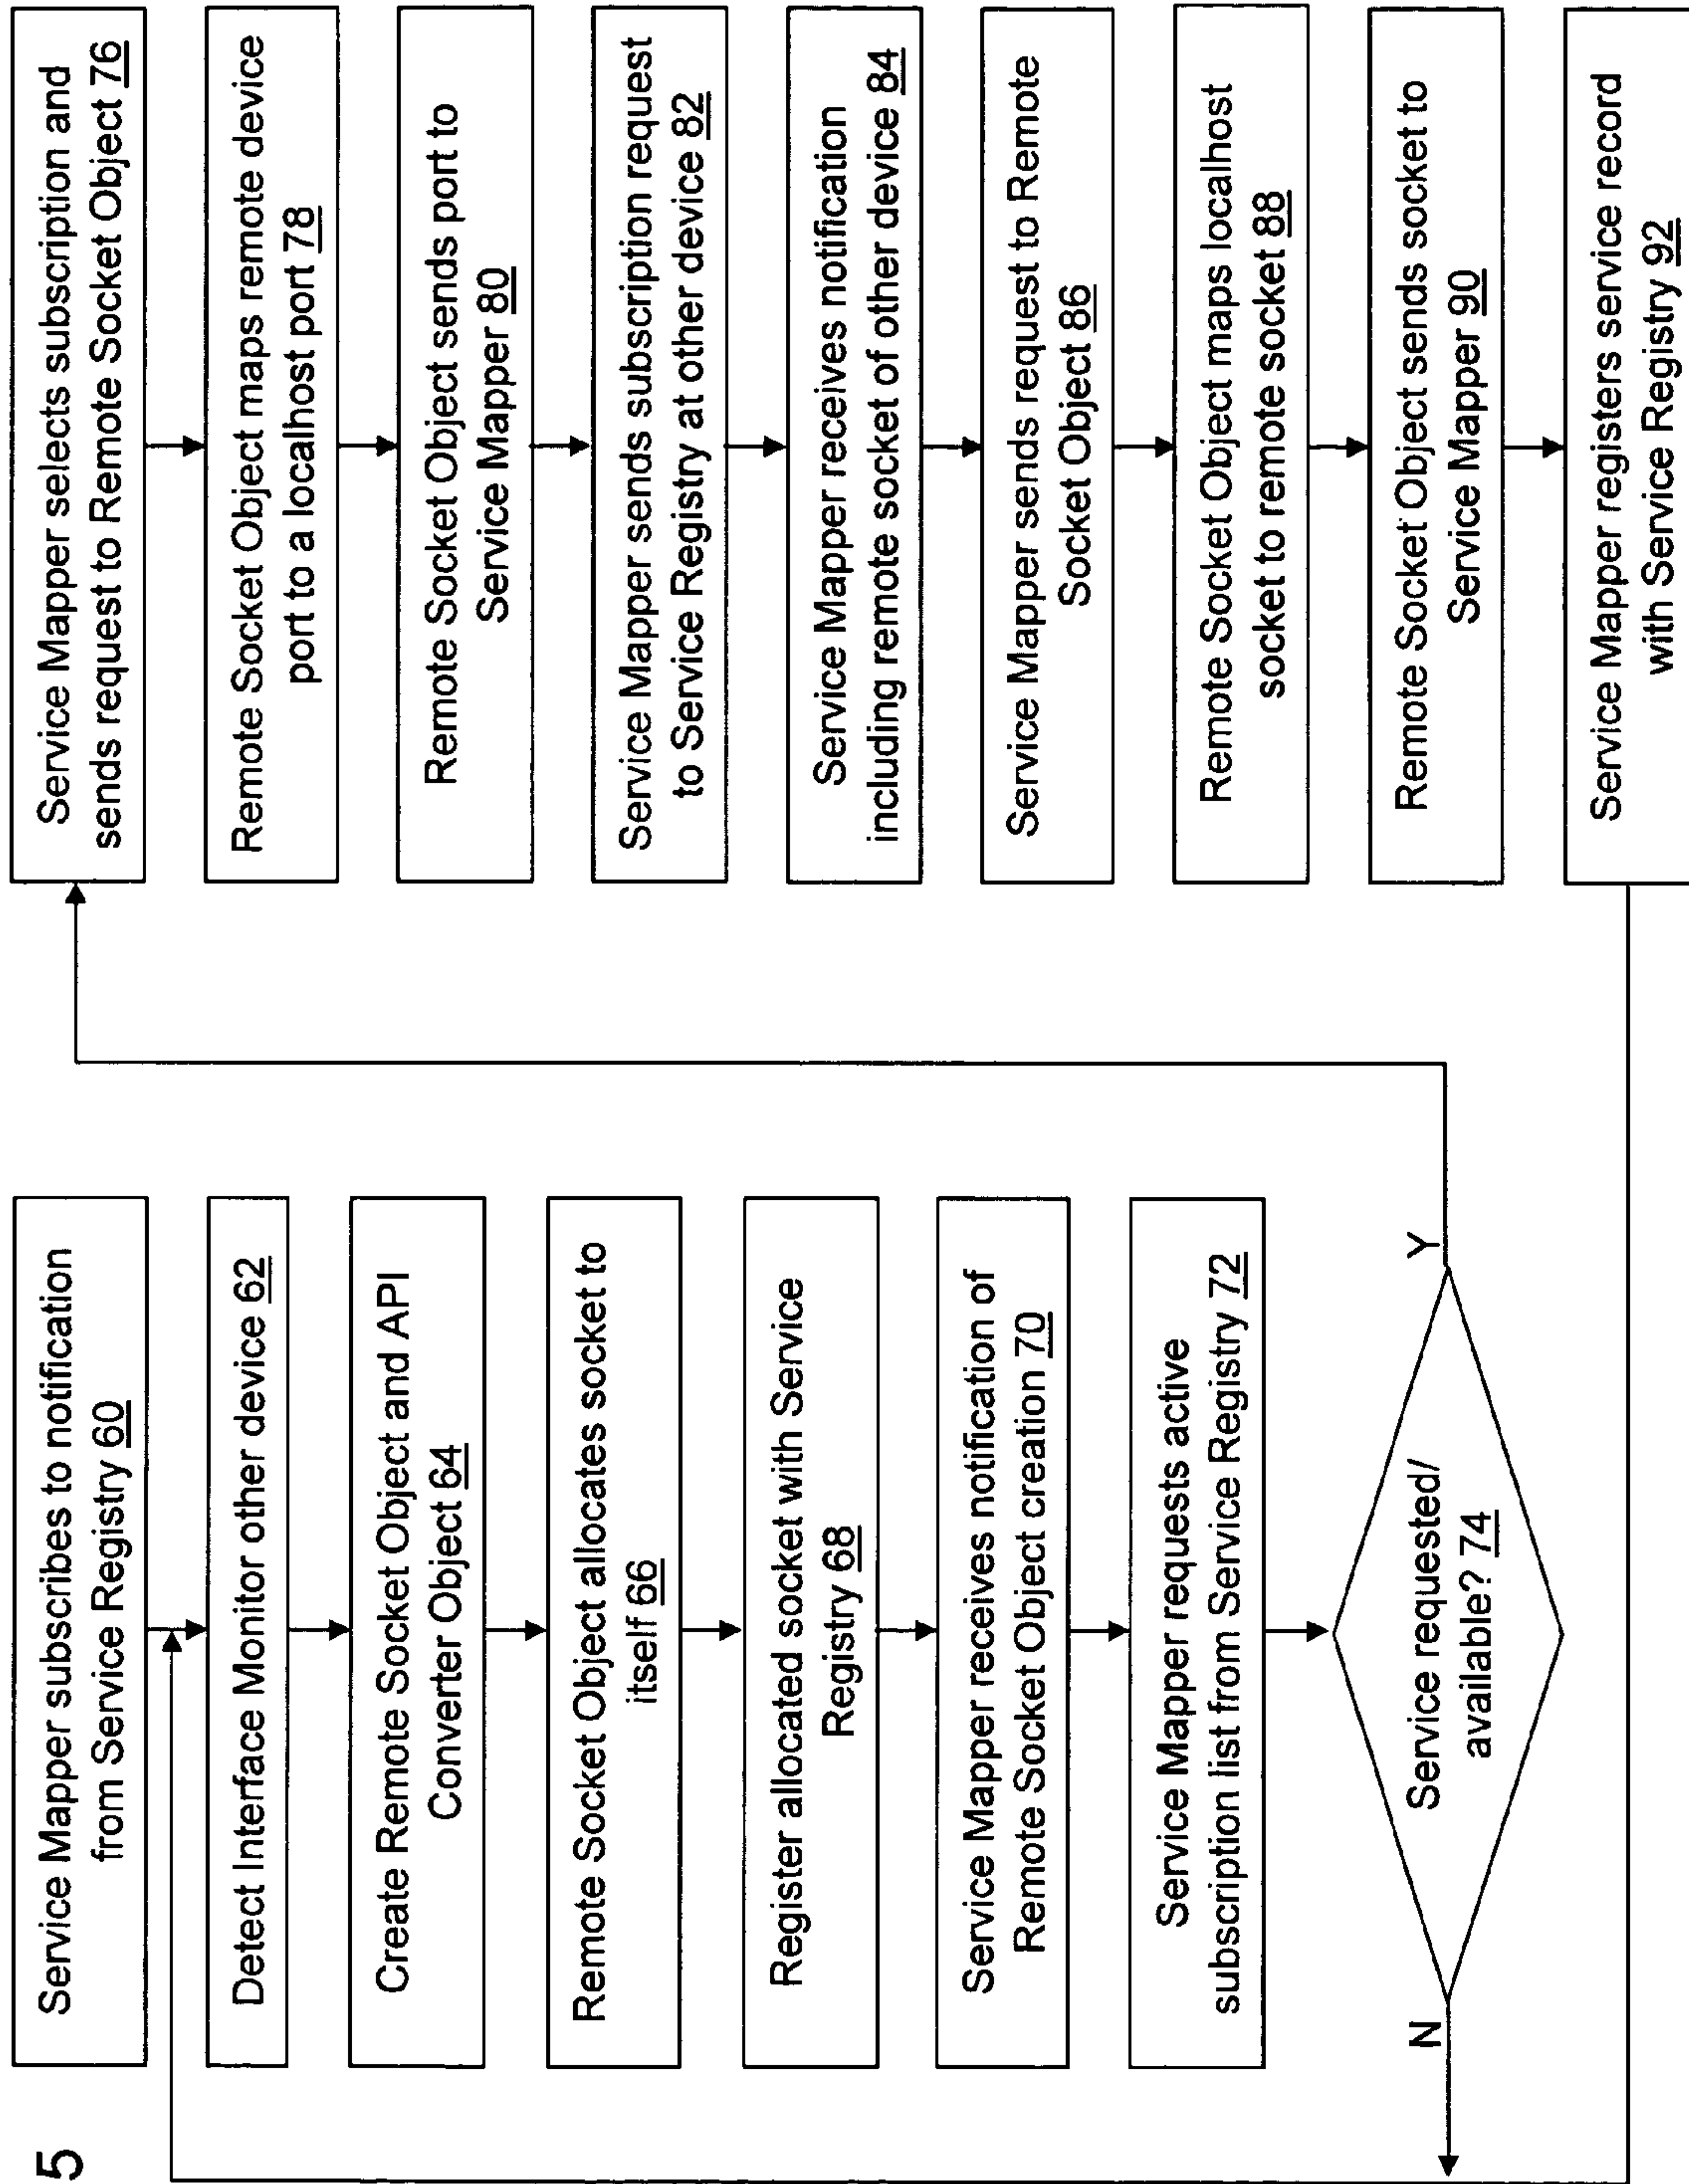 5
Service Mapper subscribes to notification
from Service Registry 60
Detect Interface Monitor other device 62
Create Remote Socket Object and API
Converter Object 64
Remote Socket Object allocates socket to
itself 66
Register allocated socket with Service
Registry 68
Service Mapper receives notification of
Remote Socket Object creation 70
Service Mapper requests active
subscription list from Service Registry 72
Service requested/
available? 74
N
Y
Service Mapper selects subscription and
sends request to Remote Socket Object 76
Remote Socket Object maps remote device
port to a localhost port 78
Remote Socket Object sends port to
Service Mapper 80
Service Mapper sends subscription request
to Service Registry at other device 82
Service Mapper receives notification
including remote socket of other device 84
Service Mapper sends request to Remote
Socket Object 86
Remote Socket Object maps localhost
socket to remote socket 88
Remote Socket Object sends socket to
Service Mapper 90
Service Mapper registers service record
with Service Registry 92